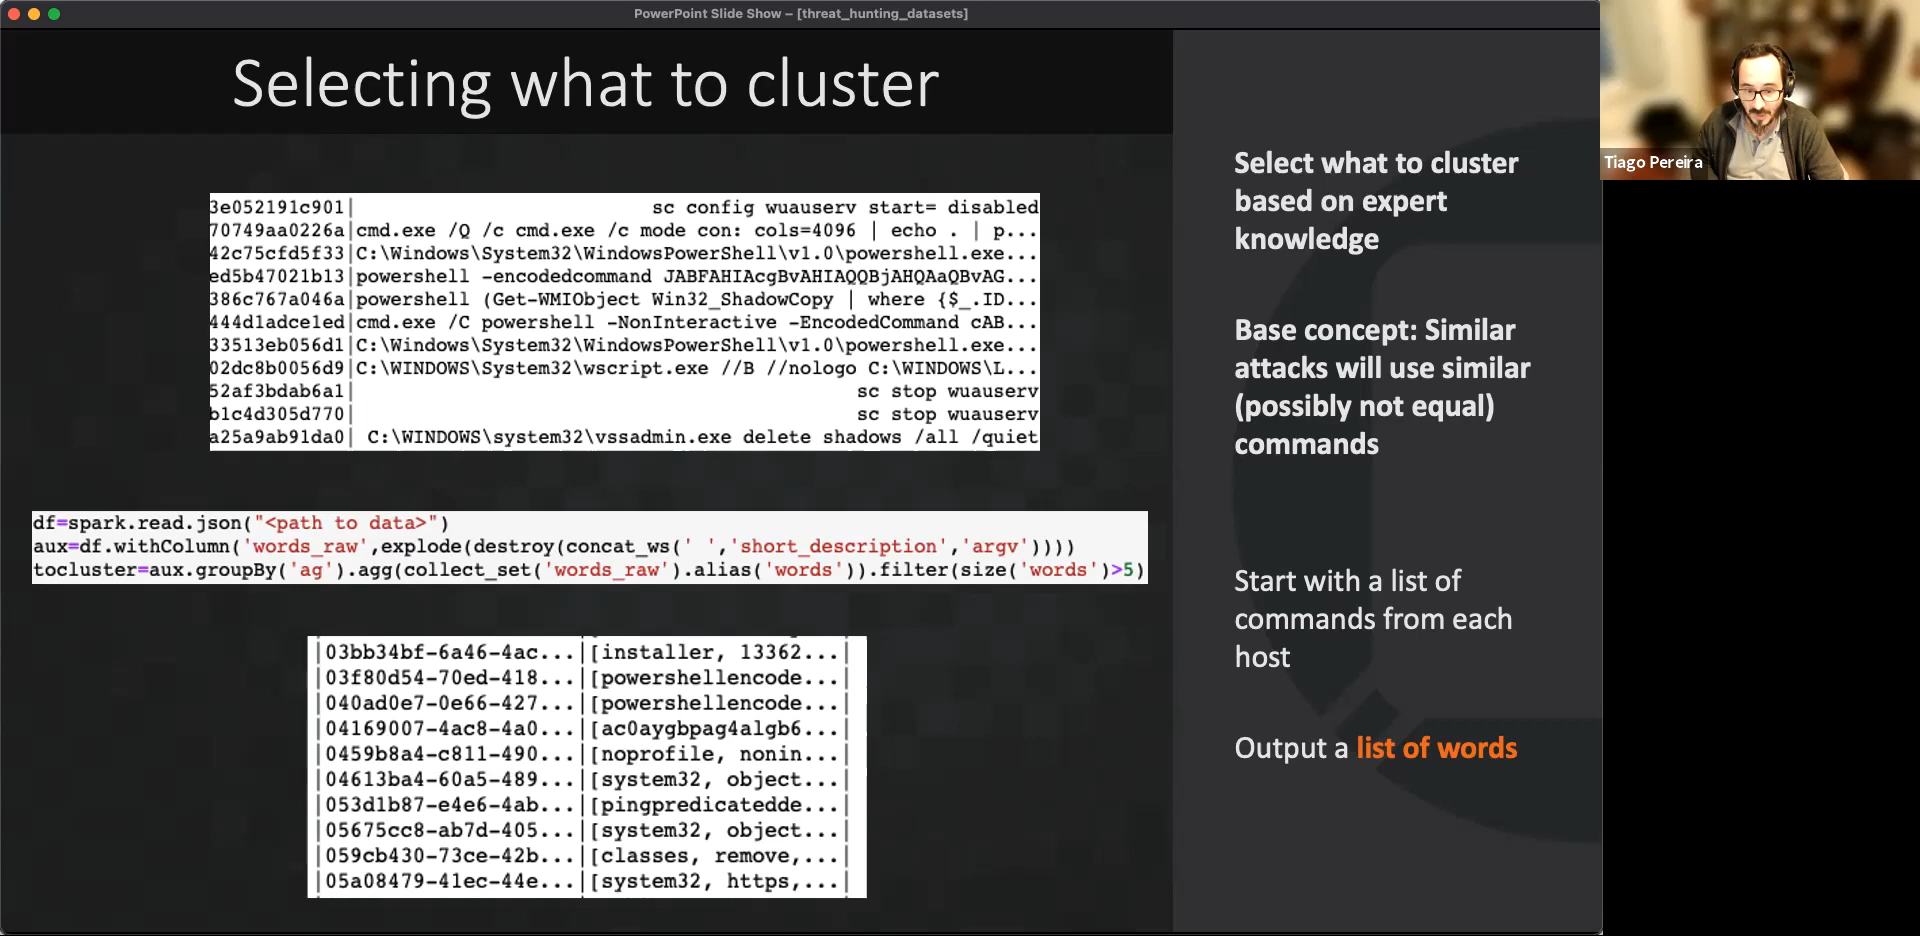 PowerPoint Slide Show – [threat_hunting_datasets]
Selecting what to cluster
3e052191c901| sc config wuauserv start= disabled
70749aa0226a|cmd.exe /Q /c cmd.exe /c mode con: cols=4096 | echo . | p...
42c75cfd5f33|C:\Windows\System32\WindowsPowerShell\v1.0\powershell.exe...
ed5b47021b13|powershell -encodedcommand JABFAHIAcgBvAHIAQQBjAHQAaQBvAG...
386c767a046a|powershell (Get-WMIObject Win32_ShadowCopy | where {$_.ID...
444d1adce1ed|cmd.exe /C powershell -NonInteractive -EncodedCommand cAB...
33513eb056d1|C:\Windows\System32\WindowsPowerShell\v1.0\powershell.exe...
02dc8b0056d9|C:\WINDOWS\System32\wscript.exe //B //nologo C:\WINDOWS\L...
52af3bdab6a1| sc stop wuauserv
b1c4d305d770| sc stop wuauserv
a25a9ab91da0| C:\WINDOWS\system32\vssadmin.exe delete shadows /all /quiet
df=spark.read.json("<path to data>")
aux=df.withColumn('words_raw',explode(destroy(concat_ws(' ','short_description','argv'))))
tocluster=aux.groupBy('ag').agg(collect_set('words_raw').alias('words')).filter(size('words')>5)
|03bb34bf-6a46-4ac...|[installer, 13362...|
|03f80d54-70ed-418...|[powershellencode...|
|040ad0e7-0e66-427...|[powershellencode...|
|04169007-4ac8-4a0...|[ac0aygbpag4algb6...|
|0459b8a4-c811-490...|[noprofile, nonin...|
|04613ba4-60a5-489...|[system32, object...|
|053d1b87-e4e6-4ab...|[pingpredicatedde...|
|05675cc8-ab7d-405...|[system32, object...|
|059cb430-73ce-42b...|[classes, remove,...|
|05a08479-41ec-44e...|[system32, https,...|
Select what to cluster
based on expert
knowledge
Base concept: Similar
attacks will use similar
(possibly not equal)
commands
Start with a list of
commands from each
host
Output a list of words
Tiago Pereira